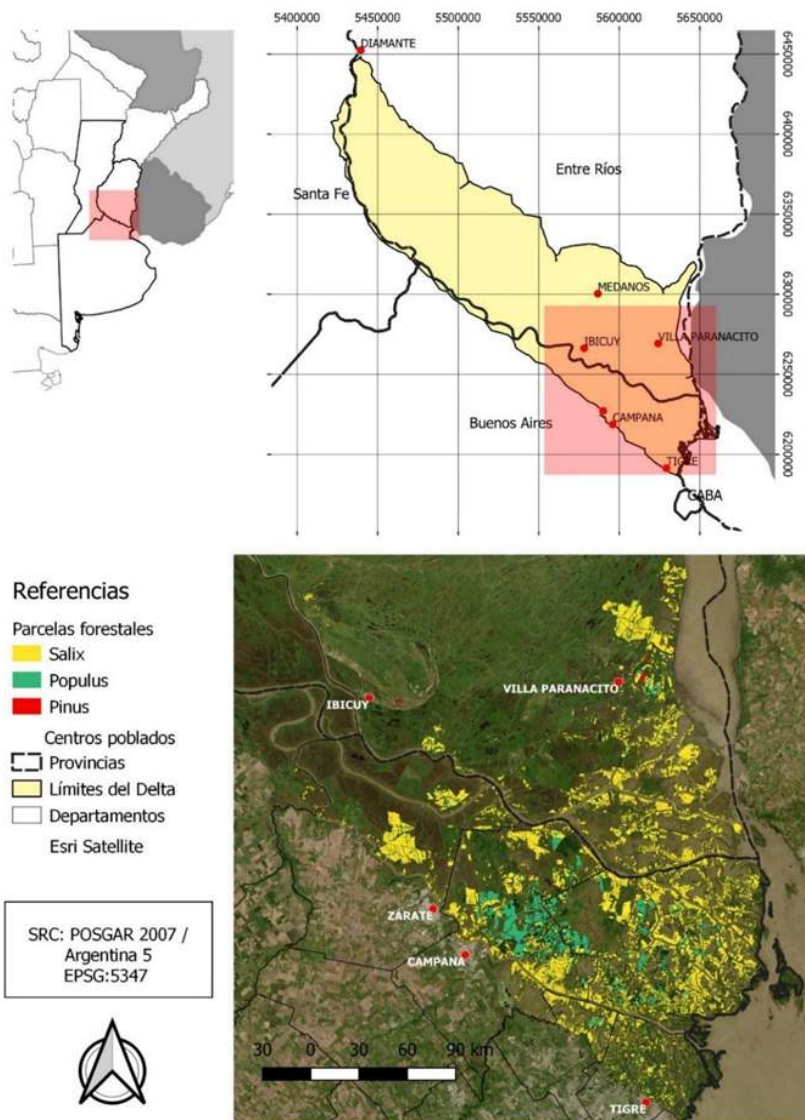 5400000 5450000 5500000 5550000 5600000 5650000
6450000
6400000
6350000
6300000
6250000
6200000
DIAMANTE
Entre Ríos
Santa Fe
MEDANOS
IBICUY
VILLA PARANACITO
Buenos Aires
CAMPANA
TIGRE
CABA
Referencias
Parcelas forestales
Salix
Populus
Pinus
Centros poblados
Provincias
Límites del Delta
Departamentos
Esri Satellite
SRC: POSGAR 2007 /
Argentina 5
EPSG:5347
VILLA PARANACITO
IBICUY
ZARATE
CAMPANA
30 0 30 60 90 km
TIGRE